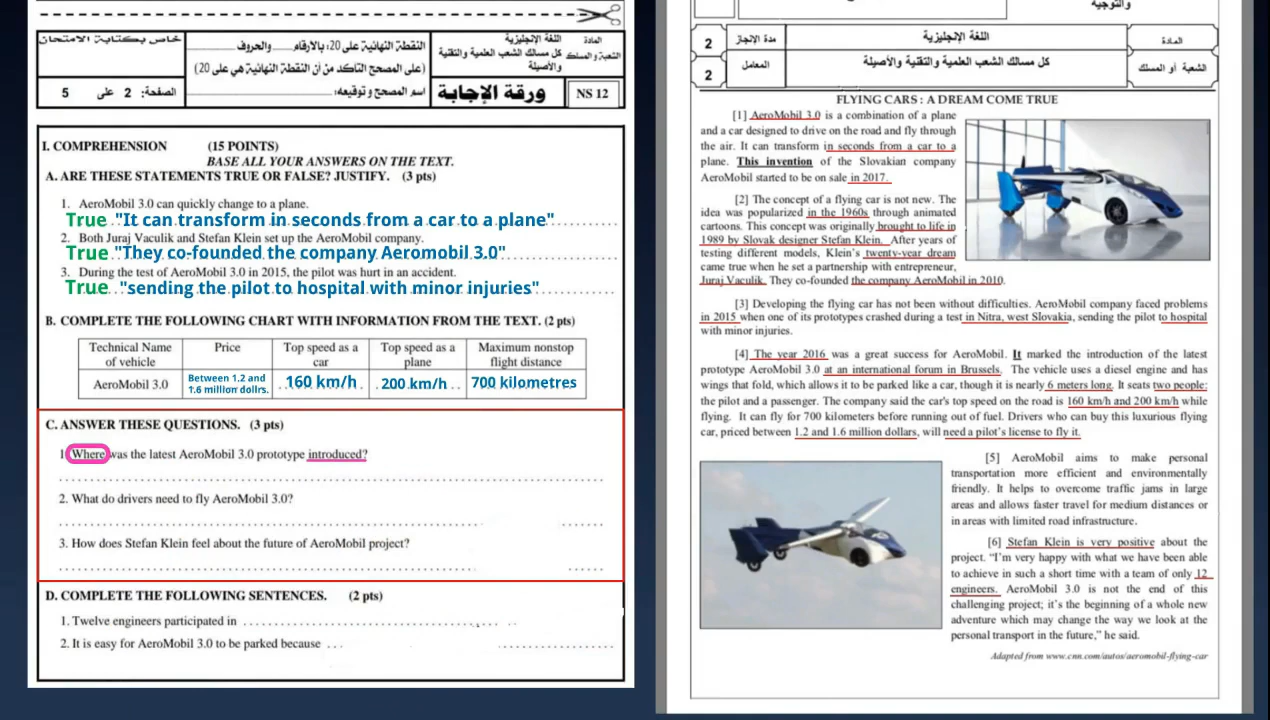 خاص بكتابة الامتحان
النقطة النهائية على 20: بالأرقام والحروف
(على المصحح التأكد من أن النقطة النهائية هي على 20)
المادة
اللغة الإنجليزية
الشعبة والمسلك
كل مسالك الشعب العلمية والتقنية
والأصيلة
الصفحة: 2 على 5
اسم المصحح وتوقيعه:
ورقة الإجابة
NS 12
I. COMPREHENSION (15 POINTS)
BASE ALL YOUR ANSWERS ON THE TEXT.
A. ARE THESE STATEMENTS TRUE OR FALSE? JUSTIFY. (3 pts)
1. AeroMobil 3.0 can quickly change to a plane.
True "It can transform in seconds from a car to a plane"
2. Both Juraj Vaculik and Stefan Klein set up the AeroMobil company.
True "They co-founded the company Aeromobil 3.0"
3. During the test of AeroMobil 3.0 in 2015, the pilot was hurt in an accident.
True "sending the pilot to hospital with minor injuries"
B. COMPLETE THE FOLLOWING CHART WITH INFORMATION FROM THE TEXT. (2 pts)
Technical Name of vehicle Price Top speed as a car Top speed as a plane Maximum nonstop flight distance
AeroMobil 3.0 Between 1.2 and 1.6 million dollrs. 160 km/h 200 km/h 700 kilometres
C. ANSWER THESE QUESTIONS. (3 pts)
1. Where was the latest AeroMobil 3.0 prototype introduced?
2. What do drivers need to fly AeroMobil 3.0?
3. How does Stefan Klein feel about the future of AeroMobil project?
D. COMPLETE THE FOLLOWING SENTENCES. (2 pts)
1. Twelve engineers participated in
2. It is easy for AeroMobil 3.0 to be parked because
والتوجيه
2 مدة الإنجاز اللغة الإنجليزية المادة
2 المعامل كل مسالك الشعب العلمية والتقنية والأصيلة الشعبة أو المسلك
FLYING CARS : A DREAM COME TRUE
[1] AeroMobil 3.0 is a combination of a plane
and a car designed to drive on the road and fly through
the air. It can transform in seconds from a car to a
plane. This invention of the Slovakian company
AeroMobil started to be on sale in 2017.
[2] The concept of a flying car is not new. The
idea was popularized in the 1960s through animated
cartoons. This concept was originally brought to life in
1989 by Slovak designer Stefan Klein. After years of
testing different models, Klein's twenty-year dream
came true when he set a partnership with entrepreneur,
Juraj Vaculik. They co-founded the company AeroMobil in 2010.
[3] Developing the flying car has not been without difficulties. AeroMobil company faced problems
in 2015 when one of its prototypes crashed during a test in Nitra, west Slovakia, sending the pilot to hospital
with minor injuries.
[4] The year 2016 was a great success for AeroMobil. It marked the introduction of the latest
prototype AeroMobil 3.0 at an international forum in Brussels. The vehicle uses a diesel engine and has
wings that fold, which allows it to be parked like a car, though it is nearly 6 meters long. It seats two people:
the pilot and a passenger. The company said the car's top speed on the road is 160 km/h and 200 km/h while
flying. It can fly for 700 kilometers before running out of fuel. Drivers who can buy this luxurious flying
car, priced between 1.2 and 1.6 million dollars, will need a pilot's license to fly it.
[5] AeroMobil aims to make personal
transportation more efficient and environmentally
friendly. It helps to overcome traffic jams in large
areas and allows faster travel for medium distances or
in areas with limited road infrastructure.
[6] Stefan Klein is very positive about the
project. "I'm very happy with what we have been able
to achieve in such a short time with a team of only 12
engineers. AeroMobil 3.0 is not the end of this
challenging project; it's the beginning of a whole new
adventure which may change the way we look at the
personal transport in the future," he said.
Adapted from www.cnn.com/autos/aeromobil-flying-car